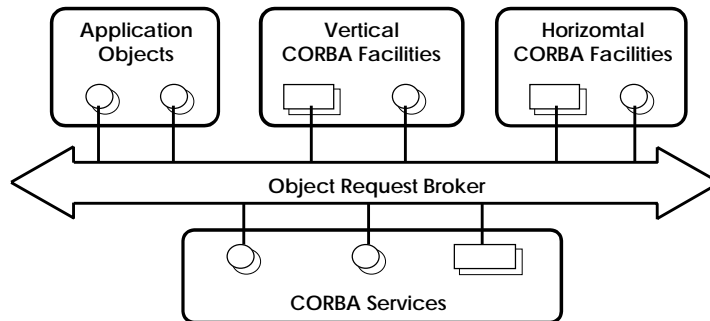 Application
Objects
Vertical
CORBA Facilities
Horizomtal
CORBA Facilities
Object Request Broker
CORBA Services